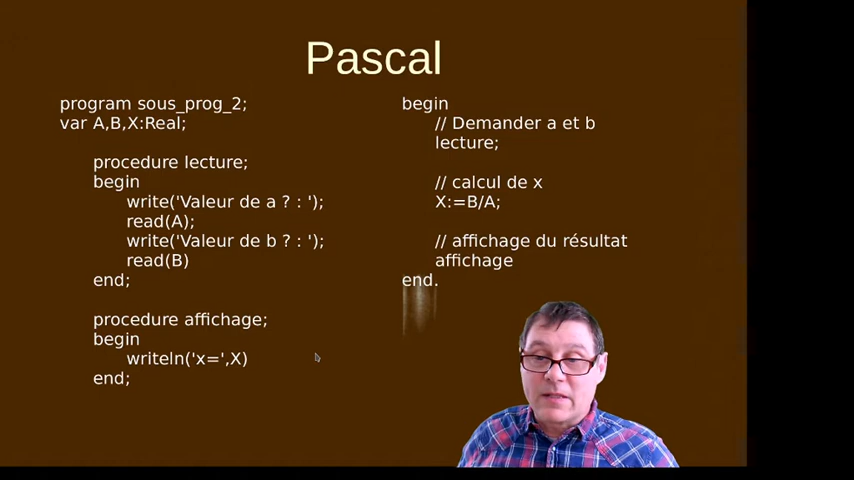 Pascal
program sous_prog_2;
var A,B,X:Real;
procedure lecture;
begin
write('Valeur de a ? : ');
read(A);
write('Valeur de b ? : ');
read(B)
end;
procedure affichage;
begin
writeln('x=',X)
end;
begin
// Demander a et b
lecture;
// calcul de x
X:=B/A;
// affichage du résultat
affichage
end.